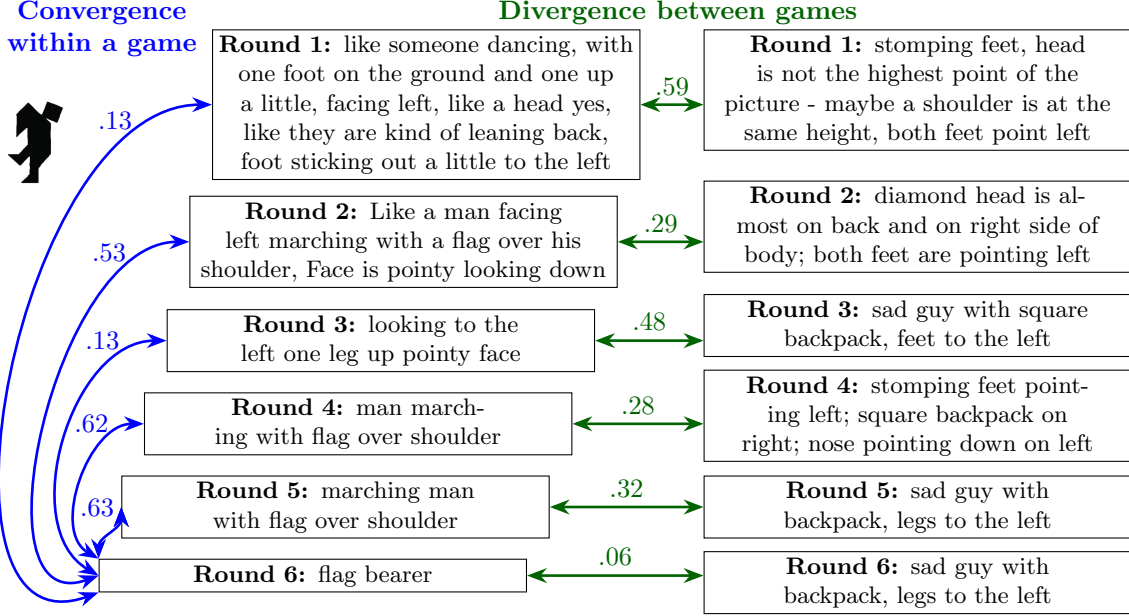 Convergence
within a game
Divergence between games
Round 1: like someone dancing, with
one foot on the ground and one up
a little, facing left, like a head yes,
like they are kind of leaning back,
foot sticking out a little to the left
.13
.59
Round 1: stomping feet, head
is not the highest point of the
picture - maybe a shoulder is at the
same height, both feet point left
Round 2: Like a man facing
left marching with a flag over his
shoulder, Face is pointy looking down
.53
.29
Round 2: diamond head is al-
most on back and on right side of
body; both feet are pointing left
Round 3: looking to the
left one leg up pointy face
.13
.48
Round 3: sad guy with square
backpack, feet to the left
Round 4: man march-
ing with flag over shoulder
.62
.28
Round 4: stomping feet point-
ing left; square backpack on
right; nose pointing down on left
Round 5: marching man
with flag over shoulder
.63
.32
Round 5: sad guy with
backpack, legs to the left
Round 6: flag bearer
.06
Round 6: sad guy with
backpack, legs to the left